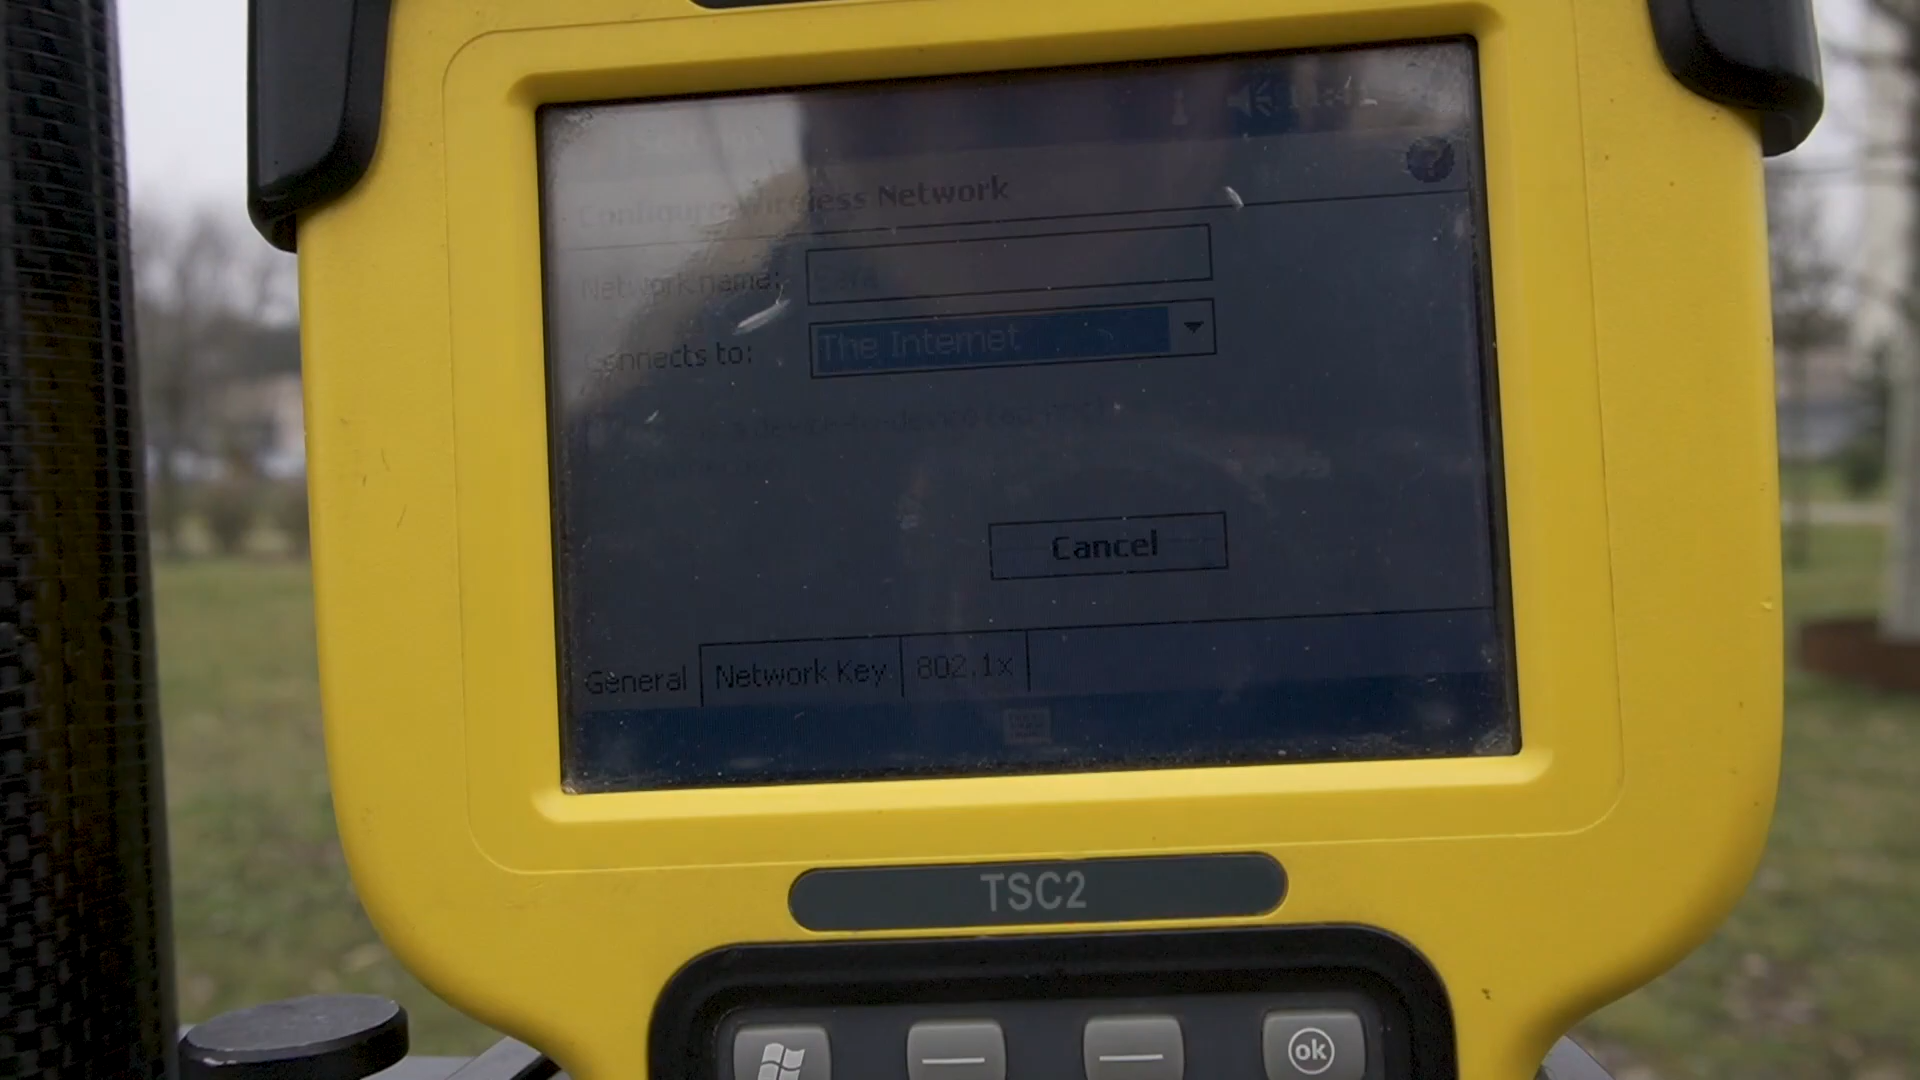 Configure Wireless Network
Network name:
Connects to: The Internet
Cancel
General Network Key 802.1x
TSC2
ok